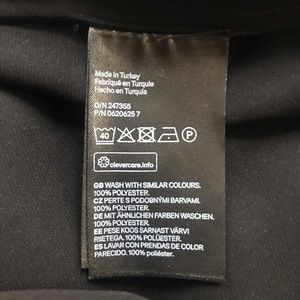 Made in Turkey
Fabriqué en Turquie
Hecho en Turquía
O/N 247355
P/N 0620625 7
40
clevercare.info
GB WASH WITH SIMILAR COLOURS.
100% POLYESTER.
CZ PERTE S PODOBNÝMI BARVAMI.
100% POLYESTER.
DE MIT ÄHNLICHEN FARBEN WASCHEN.
100% POLYESTER.
EE PESE KOOS SARNAST VÄRVI
RIIETEGA. 100% POLÜESTER.
ES LAVAR CON PRENDAS DE COLOR
PARECIDO. 100% poliéster.